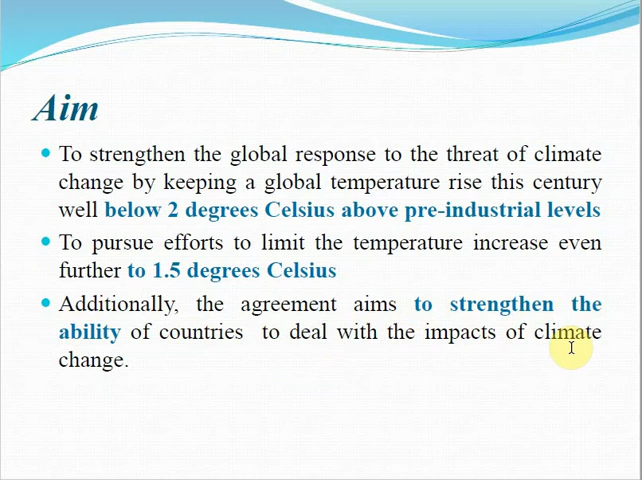 Aim
To strengthen the global response to the threat of climate
change by keeping a global temperature rise this century
well below 2 degrees Celsius above pre-industrial levels
To pursue efforts to limit the temperature increase even
further to 1.5 degrees Celsius
Additionally, the agreement aims to strengthen the
ability of countries to deal with the impacts of climate
change.